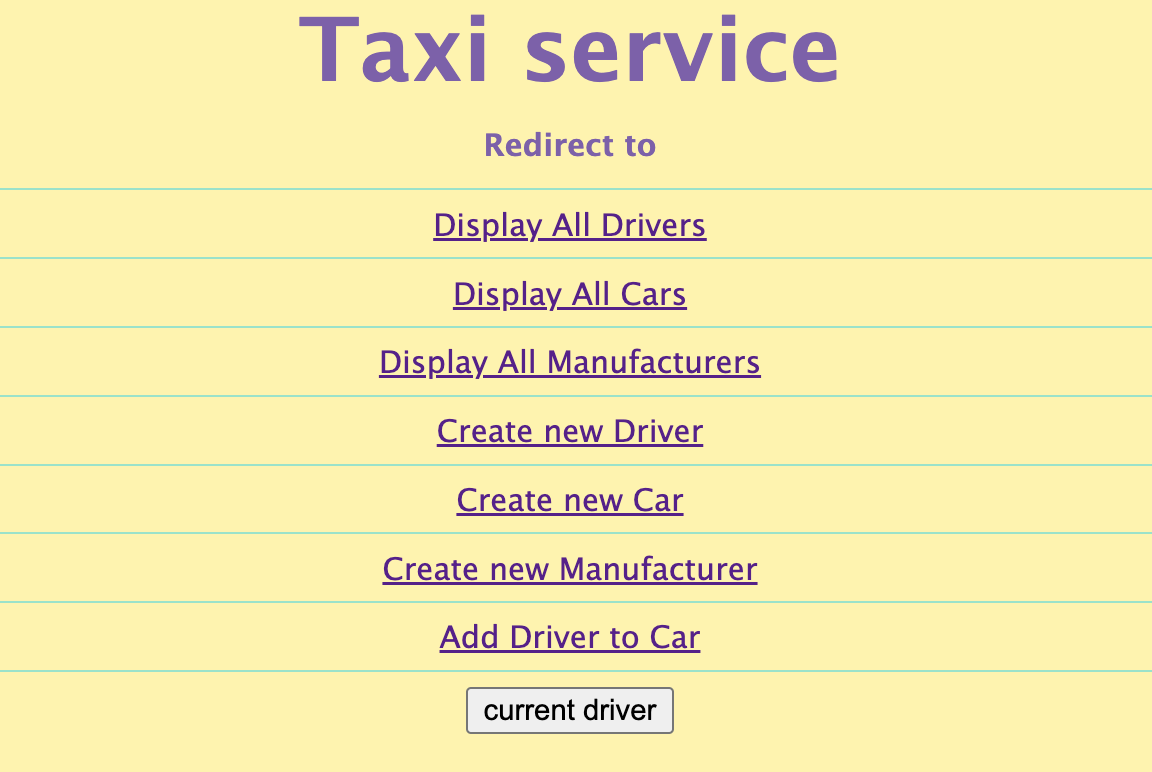 Taxi service
Redirect to
Display All Drivers
Display All Cars
Display All Manufacturers
Create new Driver
Create new Car
Create new Manufacturer
Add Driver to Car
current driver